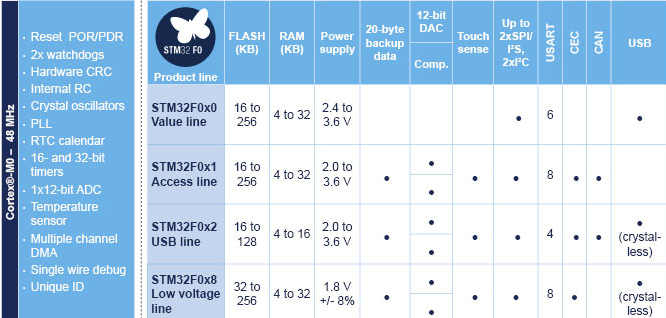 Cortex®-M0 – 48 MHz
· Reset POR/PDR
· 2x watchdogs
· Hardware CRC
· Internal RC
· Crystal oscillators
· PLL
· RTC calendar
· 16- and 32-bit
timers
· 1x12-bit ADC
· Temperature
sensor
· Multiple channel
DMA
· Single wire debug
· Unique ID
STM32 F0
Product line
FLASH
(KB)
RAM
(KB)
Power
supply
20-byte
backup
data
12-bit
DAC
Comp.
Touch
sense
Up to
2xSPI/
I²S,
2xI²C
USART
CEC
CAN
USB
STM32F0x0
Value line
16 to
256
4 to 32
2.4 to
3.6 V
•
6
•
STM32F0x1
Access line
16 to
256
4 to 32
2.0 to
3.6 V
•
•
•
•
•
8
•
•
STM32F0x2
USB line
16 to
128
4 to 16
2.0 to
3.6 V
•
•
•
•
•
4
•
•
•
(crystal-
less)
STM32F0x8
Low voltage
line
32 to
256
4 to 32
1.8 V
+/- 8%
•
•
•
•
•
8
•
•
(crystal-
less)